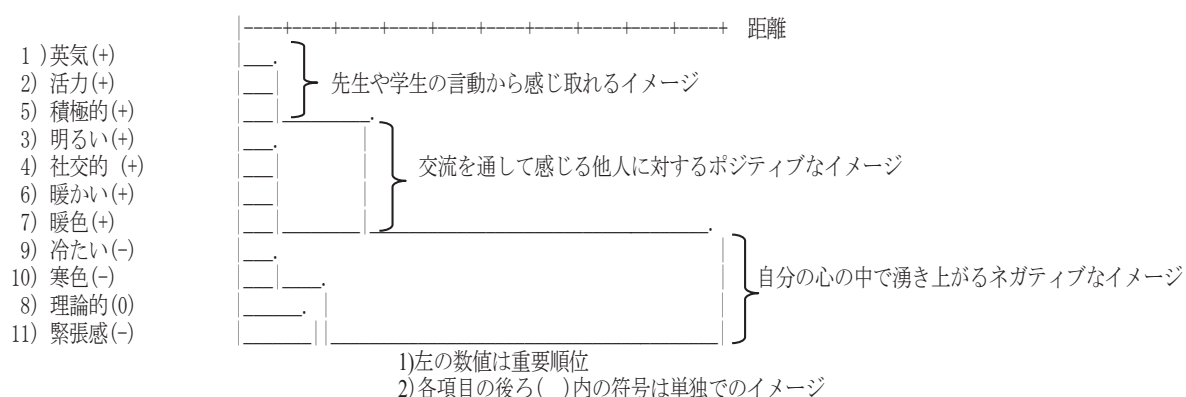 距離
1 )英気(+)
2) 活力(+)
先生や学生の言動から感じ取れるイメージ
5) 積極的(+)
3) 明るい(+)
4) 社交的 (+)
交流を通して感じる他人に対するポジティブなイメージ
6) 暖かい(+)
7) 暖色(+)
9) 冷たい(-)
10) 寒色(-)
自分の心の中で湧き上がるネガティブなイメージ
8) 理論的(0)
11) 緊張感(-)
1)左の数値は重要順位
2)各項目の後ろ( )内の符号は単独でのイメージ